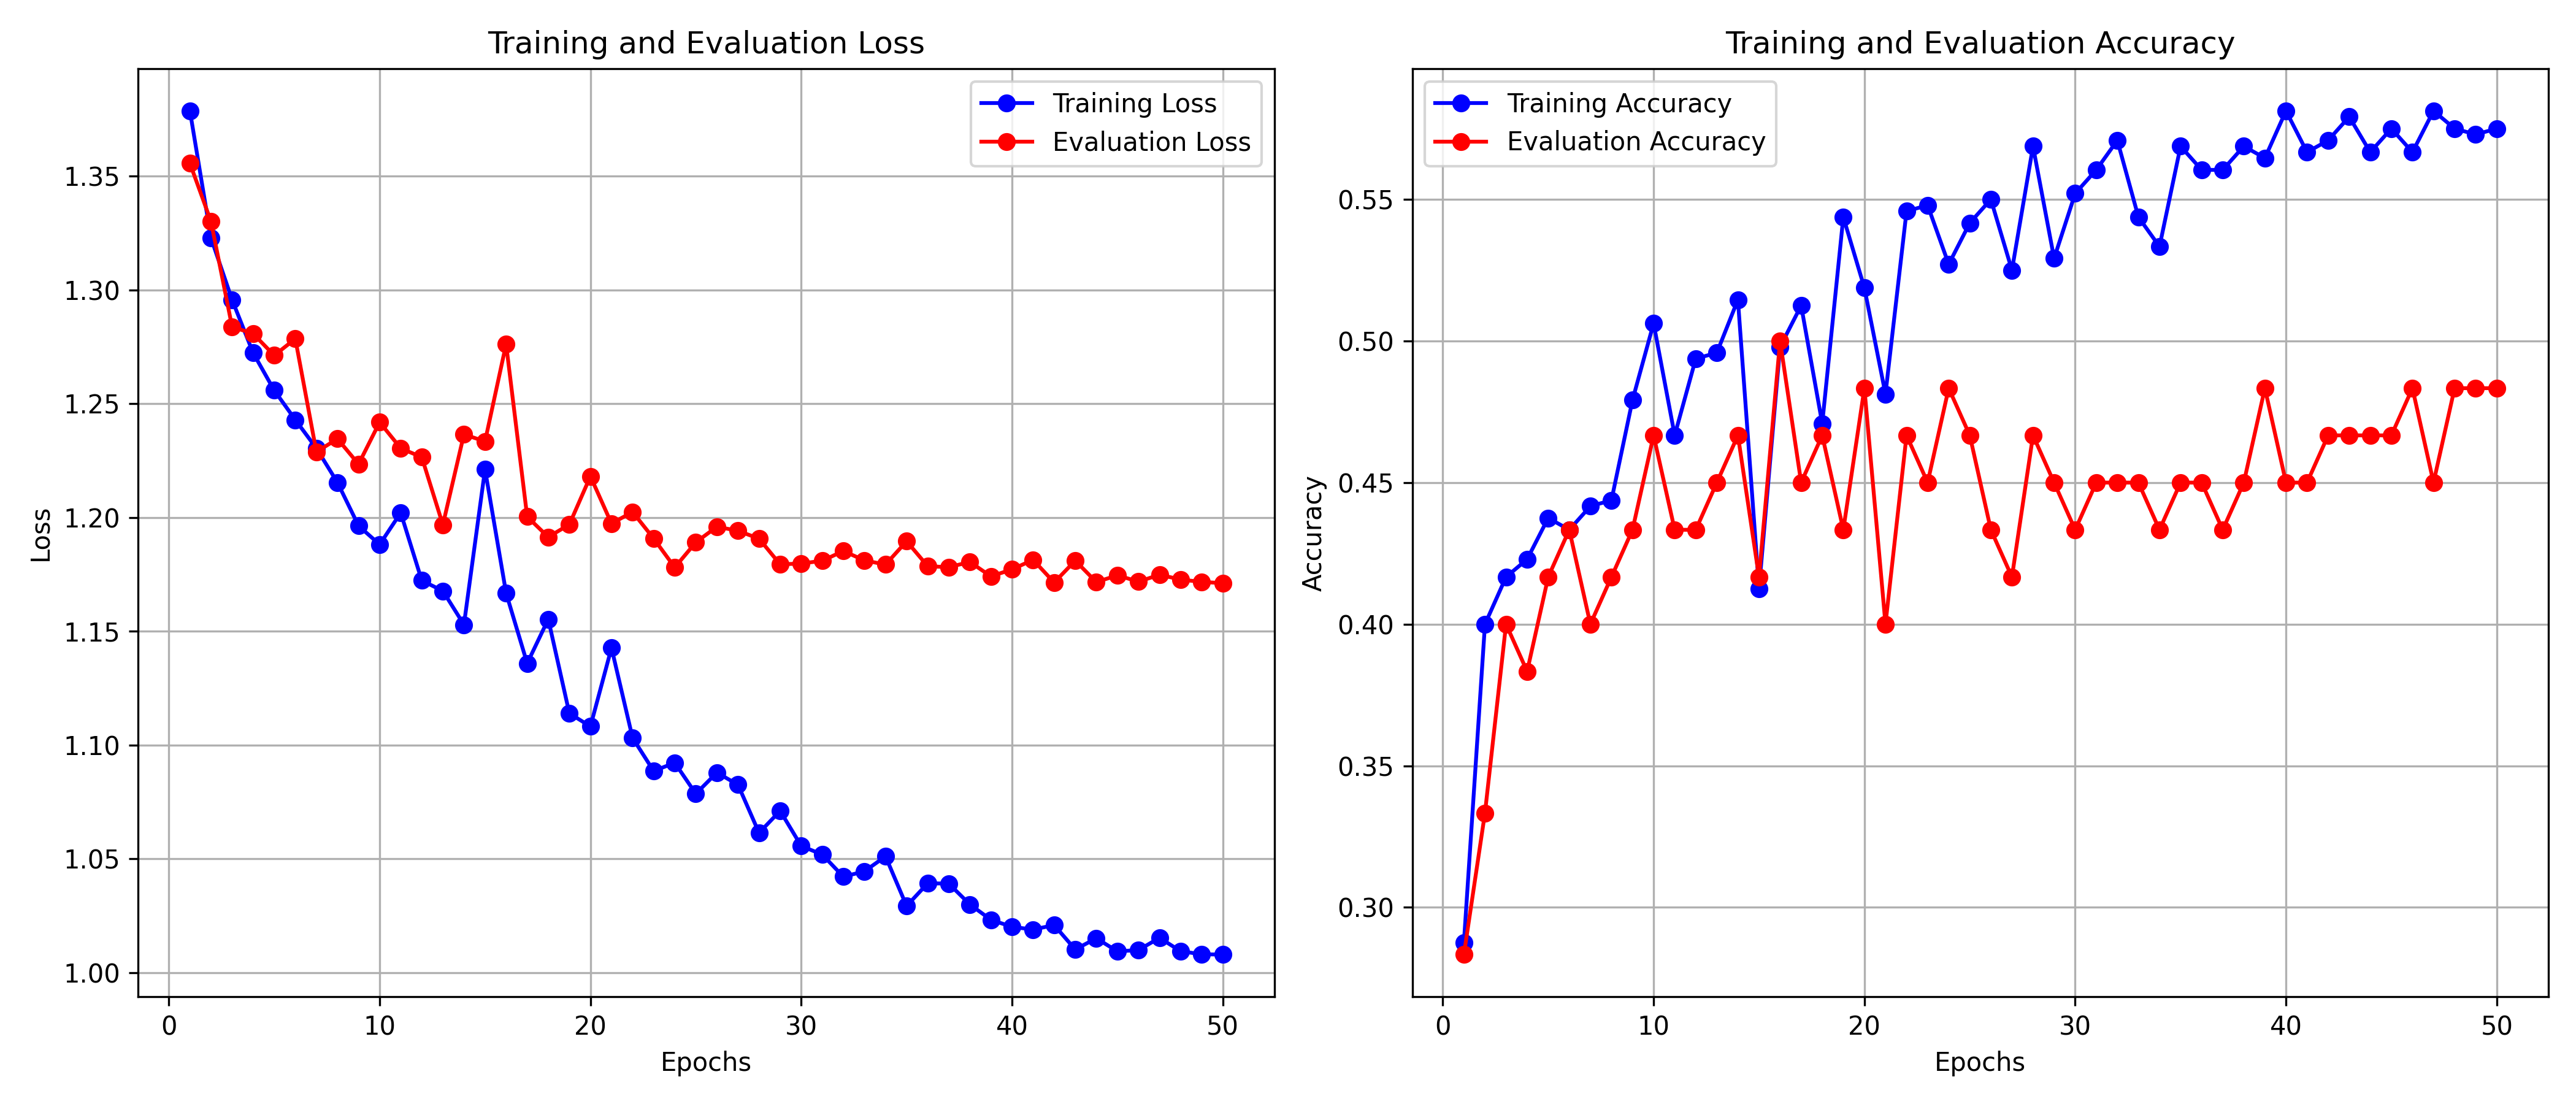 Training and Evaluation Loss
Training Loss
Evaluation Loss
1.35
1.30
1.25
1.20
1.15
1.10
1.05
1.00
Loss
0 10 20 30 40 50
Epochs
Training and Evaluation Accuracy
Training Accuracy
Evaluation Accuracy
0.55
0.50
0.45
0.40
0.35
0.30
Accuracy
0 10 20 30 40 50
Epochs